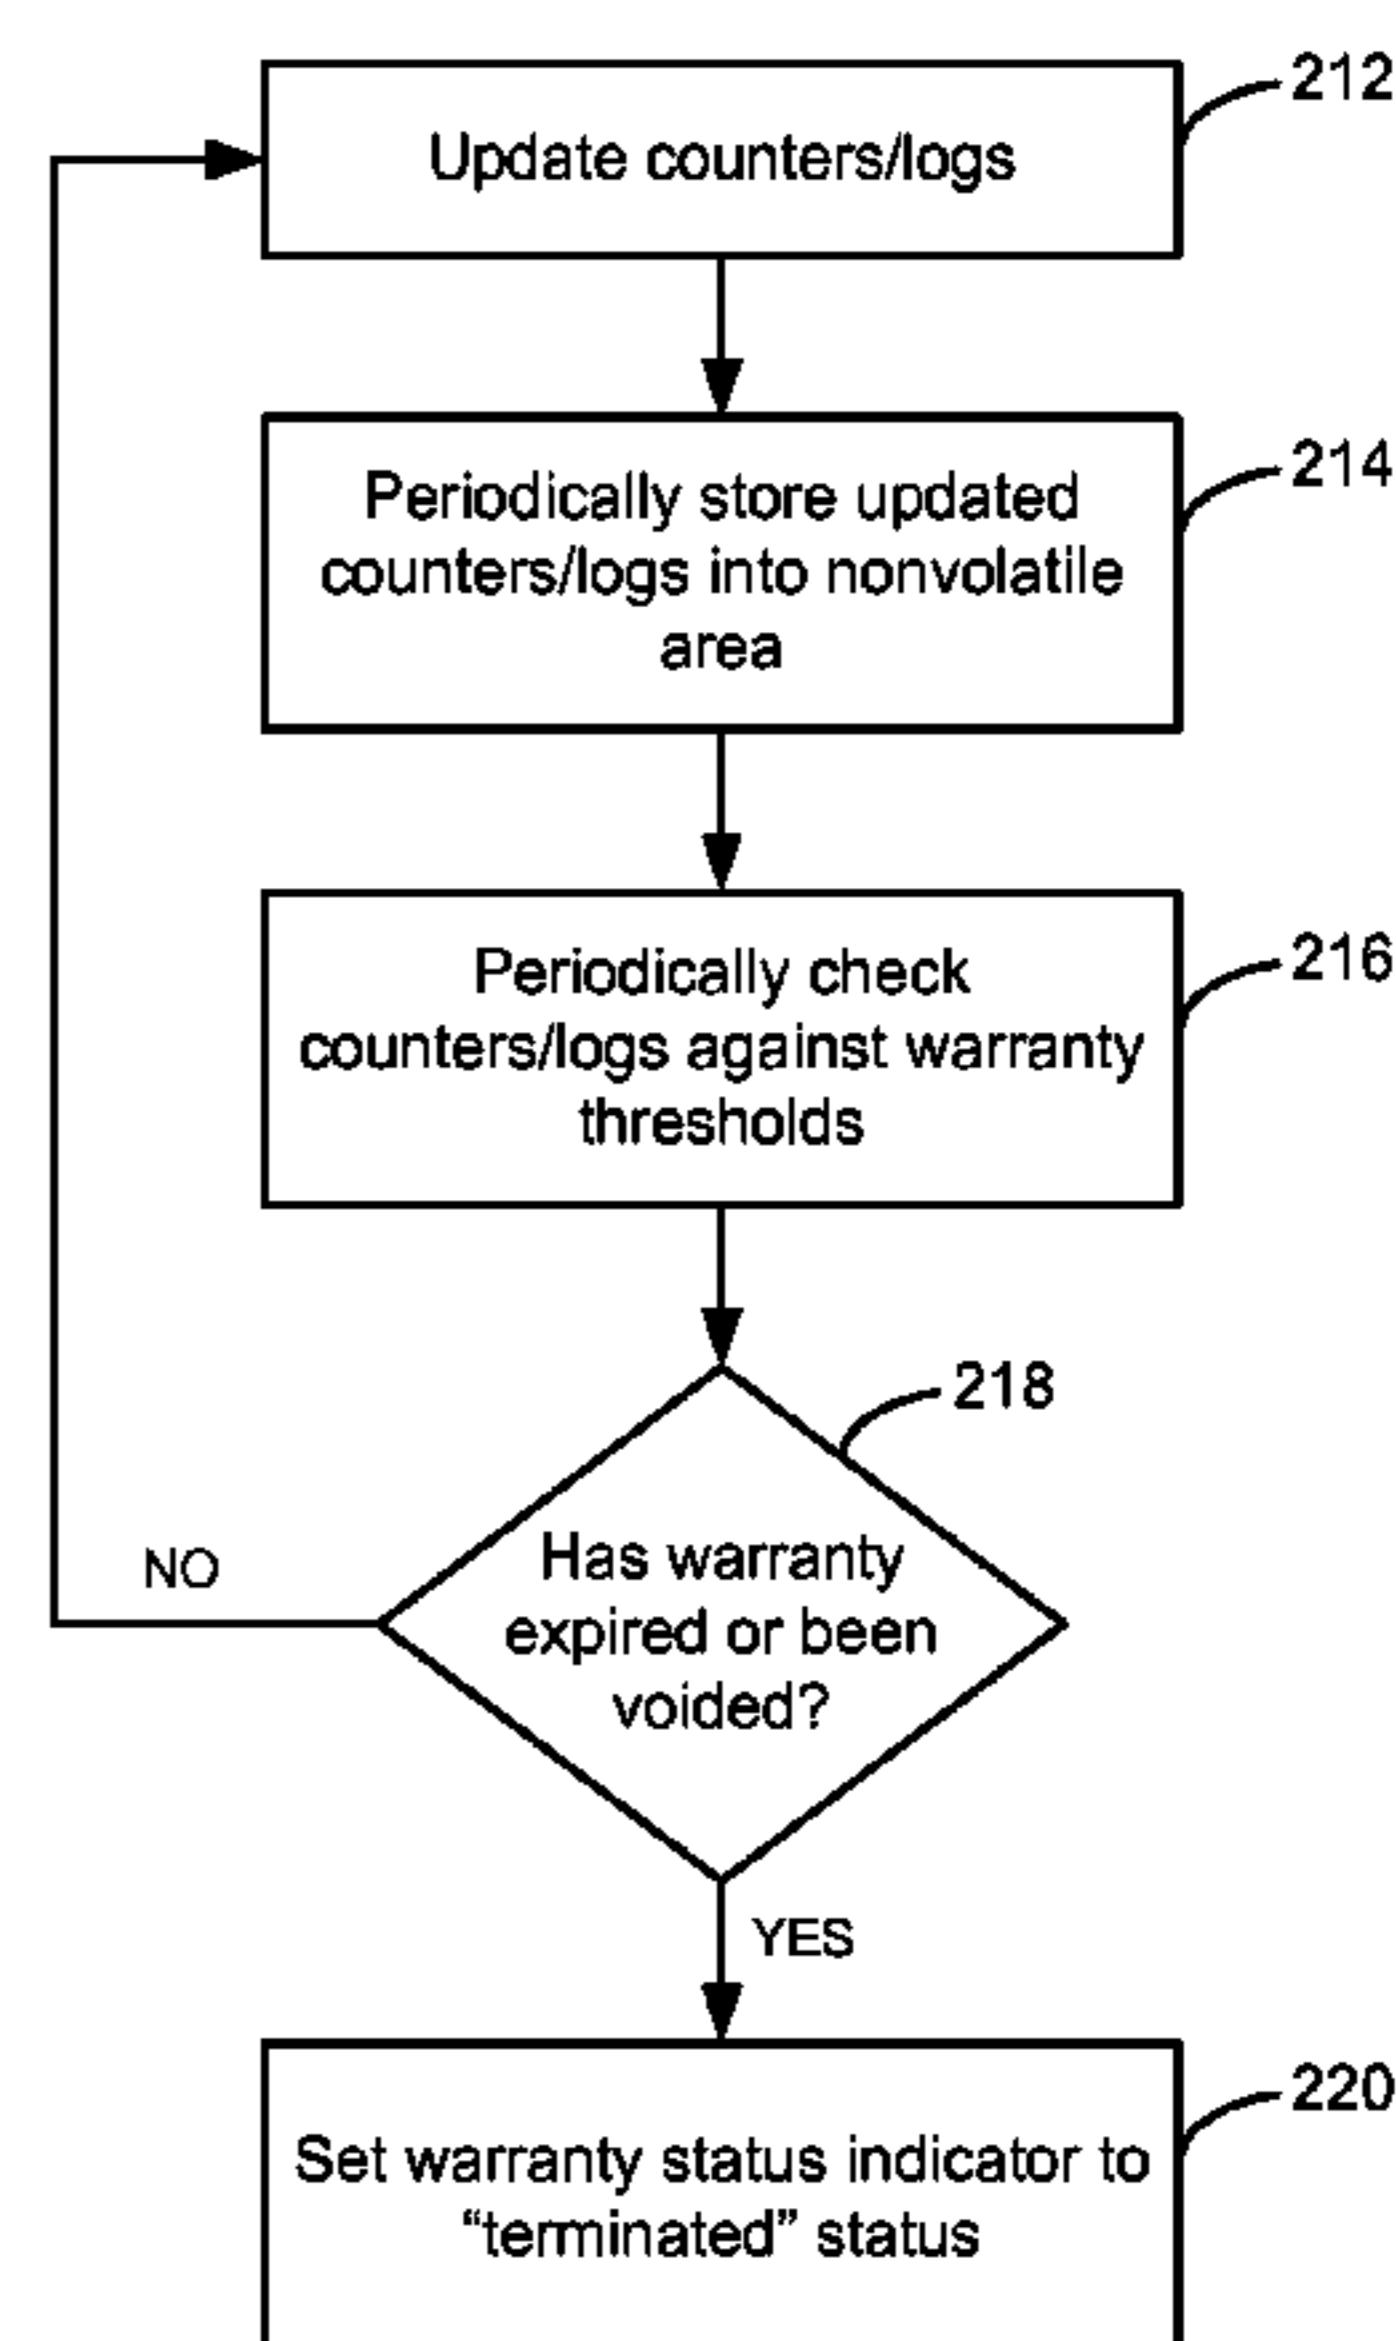 212
Update counters/logs
214
Periodically store updated
counters/logs into nonvolatile
area
216
Periodically check
counters/logs against warranty
thresholds
218
Has warranty
expired or been
voided?
NO
YES
220
Set warranty status indicator to
“terminated” status